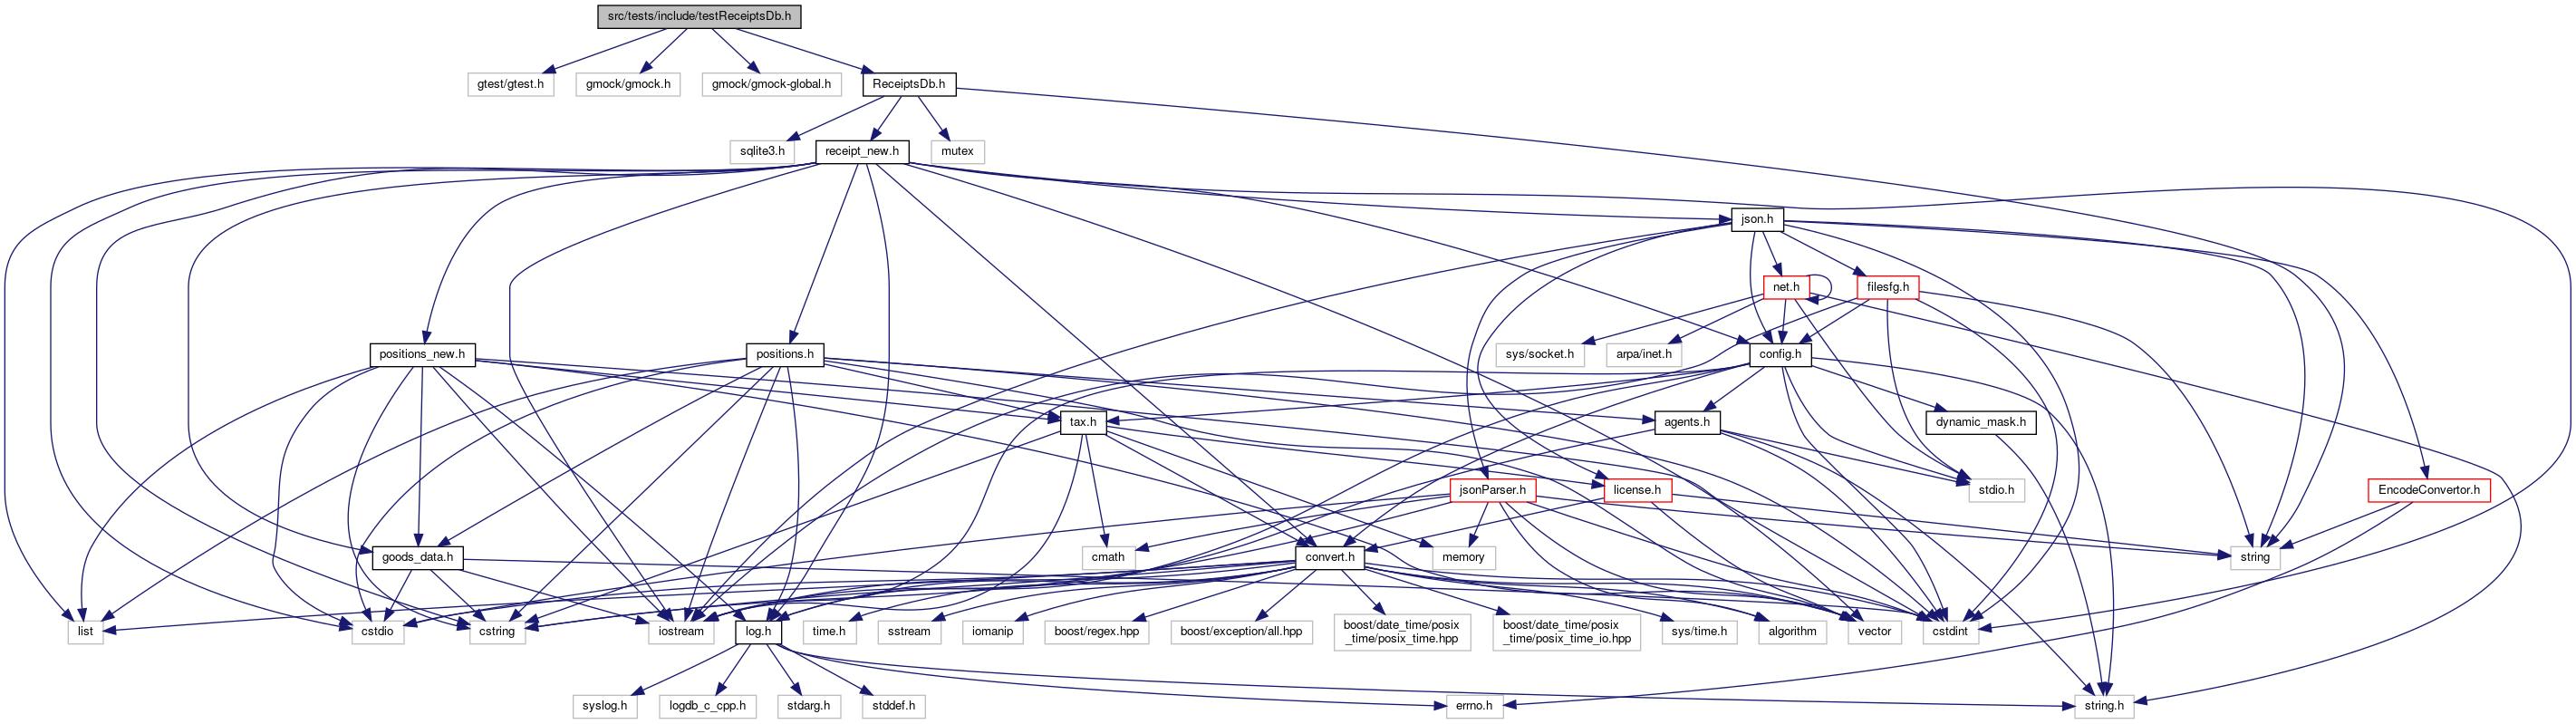 src/tests/include/testReceiptsDb.h
gtest/gtest.h
gmock/gmock.h
gmock/gmock-global.h
ReceiptsDb.h
sqlite3.h
receipt_new.h
mutex
json.h
net.h
filesfg.h
positions_new.h
positions.h
sys/socket.h
arpa/inet.h
config.h
tax.h
agents.h
dynamic_mask.h
jsonParser.h
license.h
stdio.h
EncodeConvertor.h
goods_data.h
cmath
convert.h
memory
string
list
cstdio
cstring
iostream
log.h
time.h
sstream
iomanip
boost/regex.hpp
boost/exception/all.hpp
boost/date_time/posix
_time/posix_time.hpp
boost/date_time/posix
_time/posix_time_io.hpp
sys/time.h
algorithm
vector
cstdint
syslog.h
logdb_c_cpp.h
stdarg.h
stddef.h
errno.h
string.h